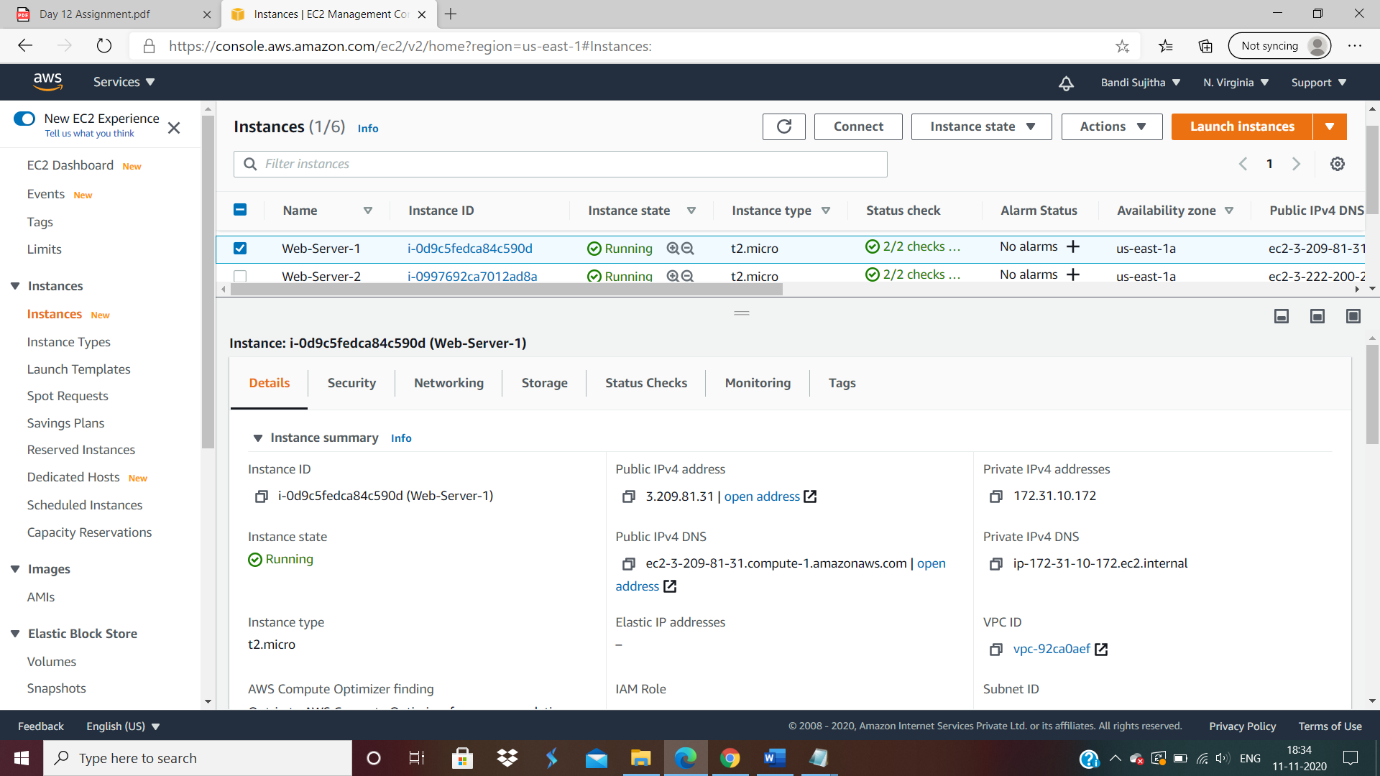 Day 12 Assignment.pdf
Instances | EC2 Management Co
https://console.aws.amazon.com/ec2/v2/home?region=us-east-1#Instances:
Not syncing
aws
Services
Bandi Sujitha
N. Virginia
Support
New EC2 Experience
Tell us what you think
EC2 Dashboard New
Events New
Tags
Limits
Instances
Instances New
Instance Types
Launch Templates
Spot Requests
Savings Plans
Reserved Instances
Dedicated Hosts New
Scheduled Instances
Capacity Reservations
Images
AMIs
Elastic Block Store
Volumes
Snapshots
Instances (1/6) Info
Connect
Instance state
Actions
Launch instances
Filter instances
1
Name Instance ID Instance state Instance type Status check Alarm Status Availability zone Public IPv4 DNS
Web-Server-1 i-0d9c5fedca84c590d Running t2.micro 2/2 checks ... No alarms + us-east-1a ec2-3-209-81-31
Web-Server-2 i-0997692ca7012ad8a Running t2.micro 2/2 checks ... No alarms + us-east-1a ec2-3-222-200-2
Instance: i-0d9c5fedca84c590d (Web-Server-1)
Details Security Networking Storage Status Checks Monitoring Tags
Instance summary Info
Instance ID
i-0d9c5fedca84c590d (Web-Server-1)
Public IPv4 address
3.209.81.31 | open address
Private IPv4 addresses
172.31.10.172
Instance state
Running
Public IPv4 DNS
ec2-3-209-81-31.compute-1.amazonaws.com | open
address
Private IPv4 DNS
ip-172-31-10-172.ec2.internal
Instance type
t2.micro
Elastic IP addresses
–
VPC ID
vpc-92ca0aef
AWS Compute Optimizer finding
IAM Role
Subnet ID
Feedback
English (US)
© 2008 - 2020, Amazon Internet Services Private Ltd. or its affiliates. All rights reserved.
Privacy Policy
Terms of Use
Type here to search
ENG
18:34
11-11-2020